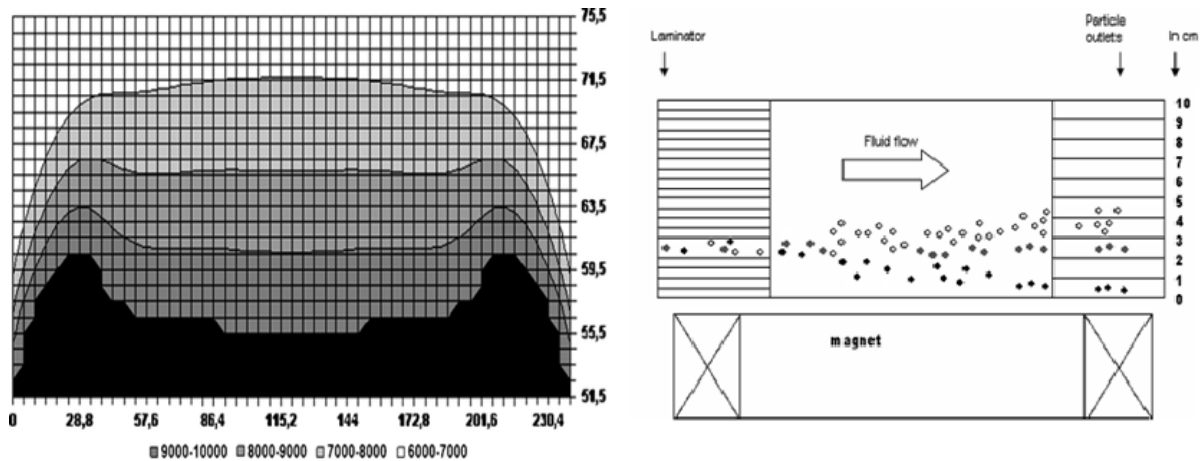 75,5
71,5
67,5
63,5
59,5
55,5
51,5
0 28,8 57,6 86,4 115,2 144 172,8 201,6 230,4
9000-10000 8000-9000 7000-8000 6000-7000
Laminator
Particle
outlets
In cm
Fluid flow
10
9
8
7
6
5
4
3
2
1
0
magnet